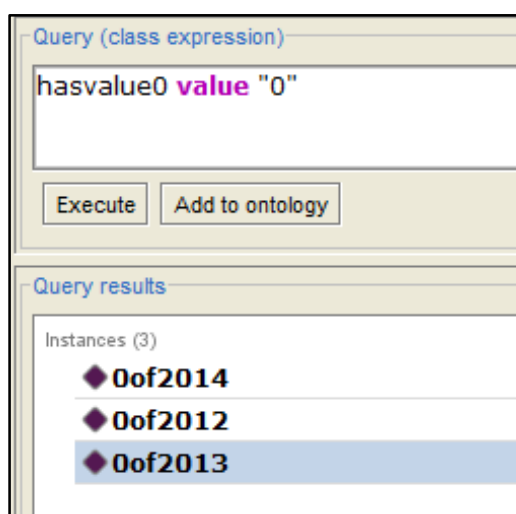 Query (class expression)
hasvalue0 value "0"
Execute
Add to ontology
Query results
Instances (3)
0of2014
0of2012
0of2013